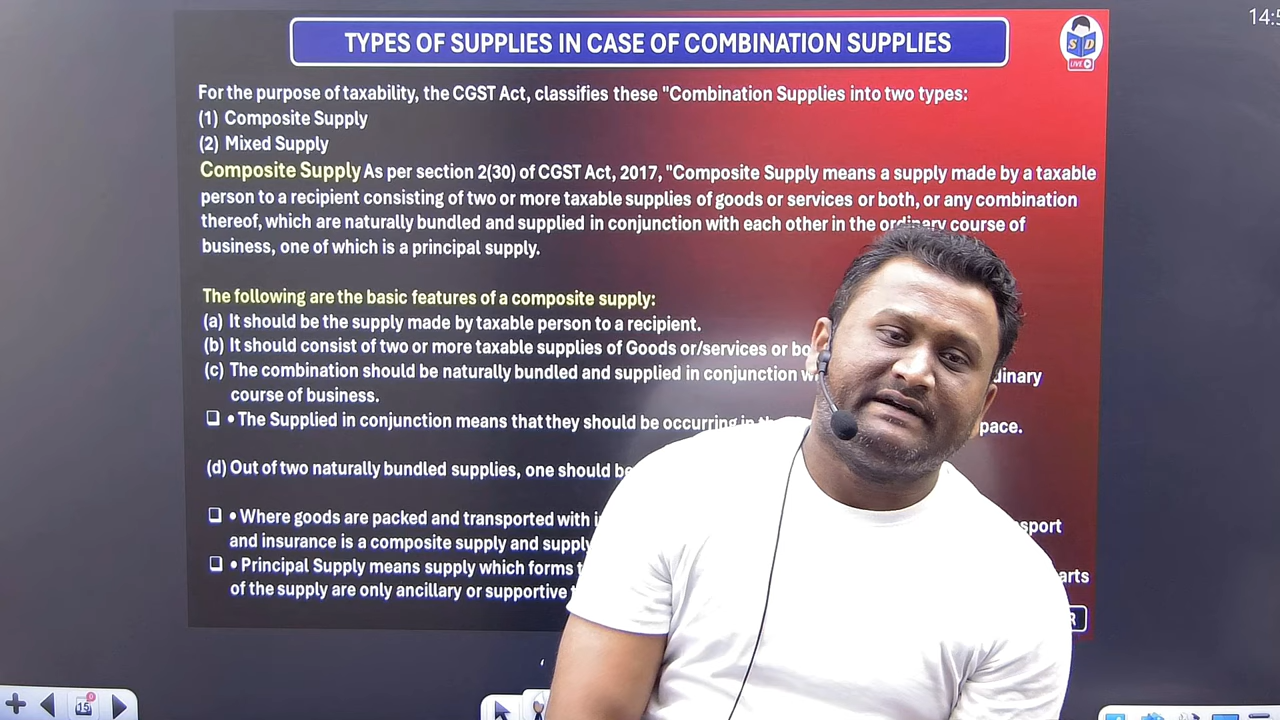 14:5
TYPES OF SUPPLIES IN CASE OF COMBINATION SUPPLIES
S D
LIVE
For the purpose of taxability, the CGST Act, classifies these "Combination Supplies into two types:
(1) Composite Supply
(2) Mixed Supply
Composite Supply As per section 2(30) of CGST Act, 2017, "Composite Supply means a supply made by a taxable
person to a recipient consisting of two or more taxable supplies of goods or services or both, or any combination
thereof, which are naturally bundled and supplied in conjunction with each other in the ordinary course of
business, one of which is a principal supply.
The following are the basic features of a composite supply:
(a) It should be the supply made by taxable person to a recipient.
(b) It should consist of two or more taxable supplies of Goods or/services or bo
(c) The combination should be naturally bundled and supplied in conjunction w dinary
course of business.
• The Supplied in conjunction means that they should be occurring in the pace.
(d) Out of two naturally bundled supplies, one should be
• Where goods are packed and transported with i sport
and insurance is a composite supply and supply
• Principal Supply means supply which forms t arts
of the supply are only ancillary or supportive
R
15